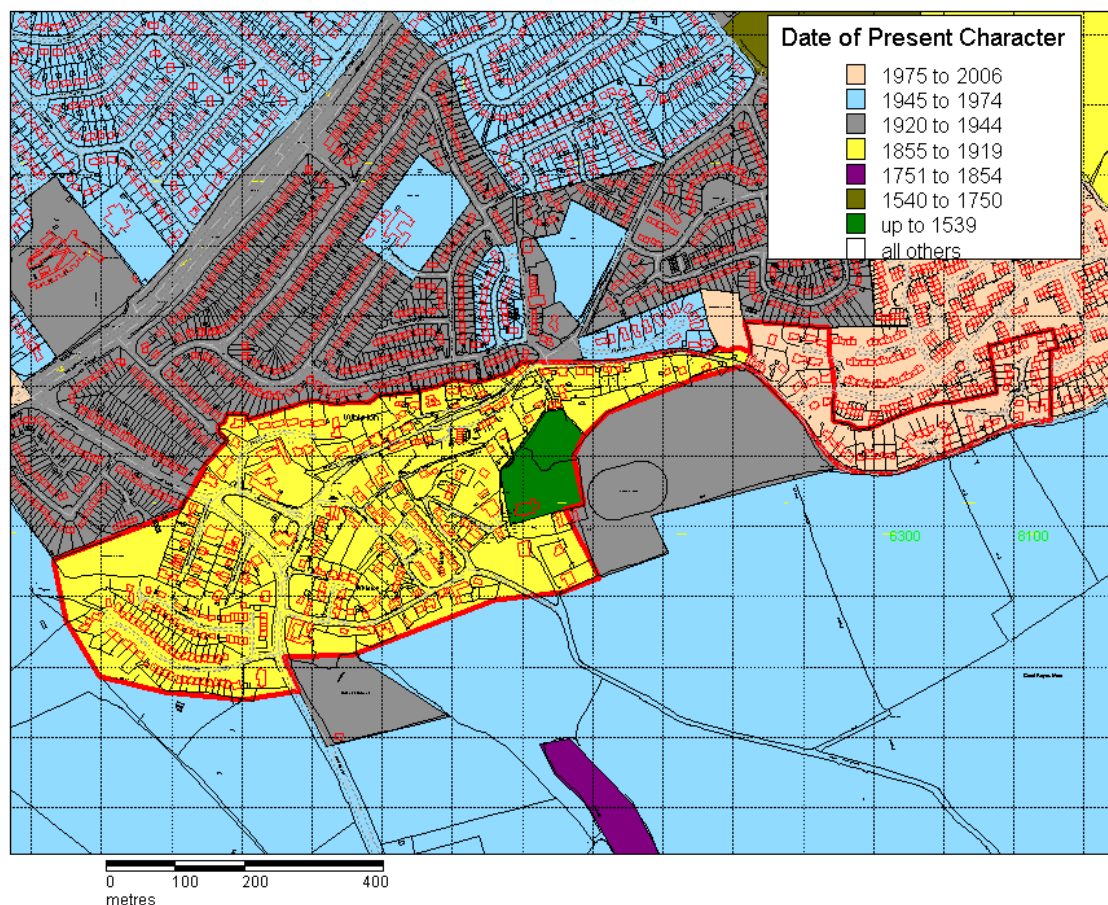 Date of Present Character
1975 to 2006
1945 to 1974
1920 to 1944
1855 to 1919
1751 to 1854
1540 to 1750
up to 1539
all others
6300
8100
0
100
200
400
metres